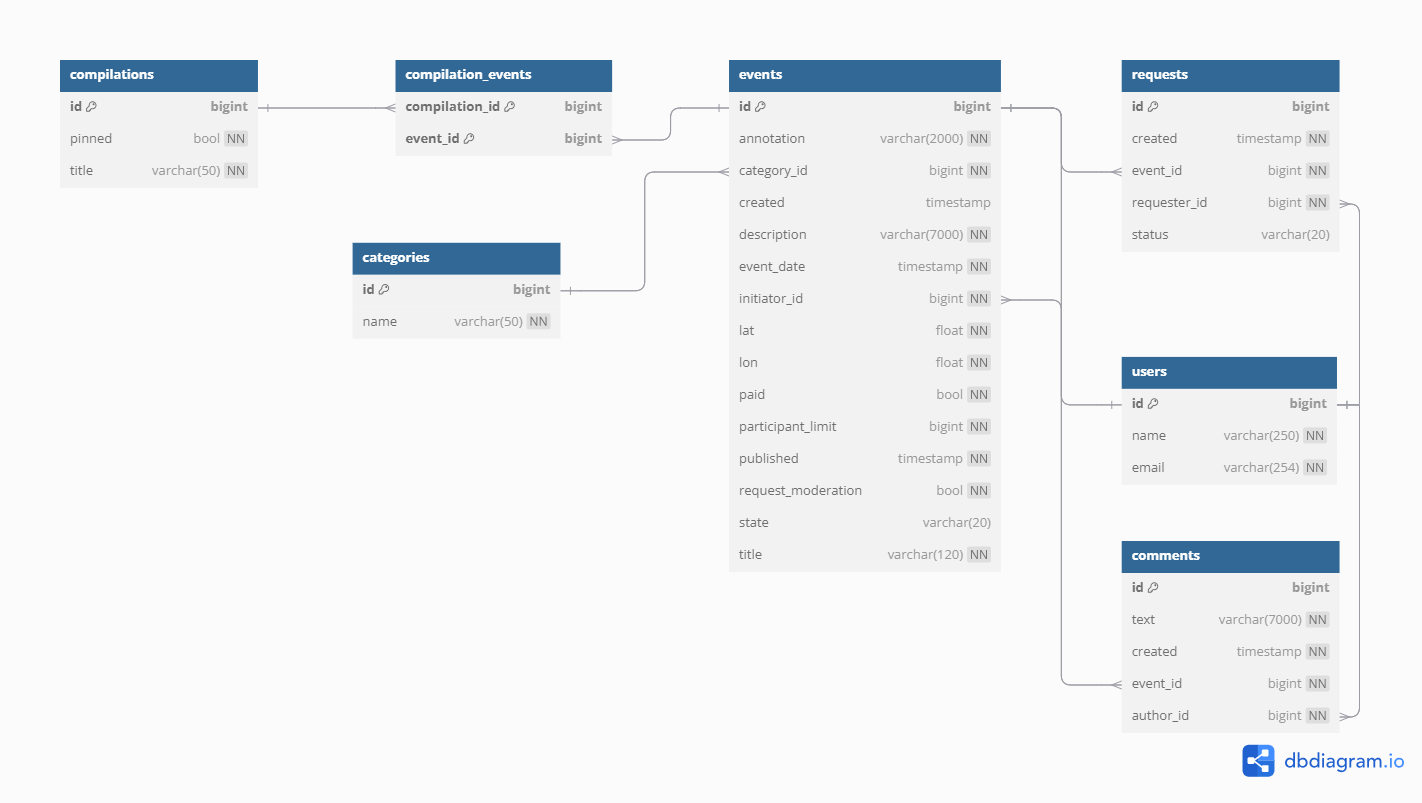 compilations
id bigint
pinned bool NN
title varchar(50) NN
compilation_events
compilation_id bigint
event_id bigint
categories
id bigint
name varchar(50) NN
events
id bigint
annotation varchar(2000) NN
category_id bigint NN
created timestamp
description varchar(7000) NN
event_date timestamp NN
initiator_id bigint NN
lat float NN
lon float NN
paid bool NN
participant_limit bigint NN
published timestamp NN
request_moderation bool NN
state varchar(20)
title varchar(120) NN
requests
id bigint
created timestamp NN
event_id bigint NN
requester_id bigint NN
status varchar(20)
users
id bigint
name varchar(250) NN
email varchar(254) NN
comments
id bigint
text varchar(7000) NN
created timestamp NN
event_id bigint NN
author_id bigint NN
dbdiagram.io